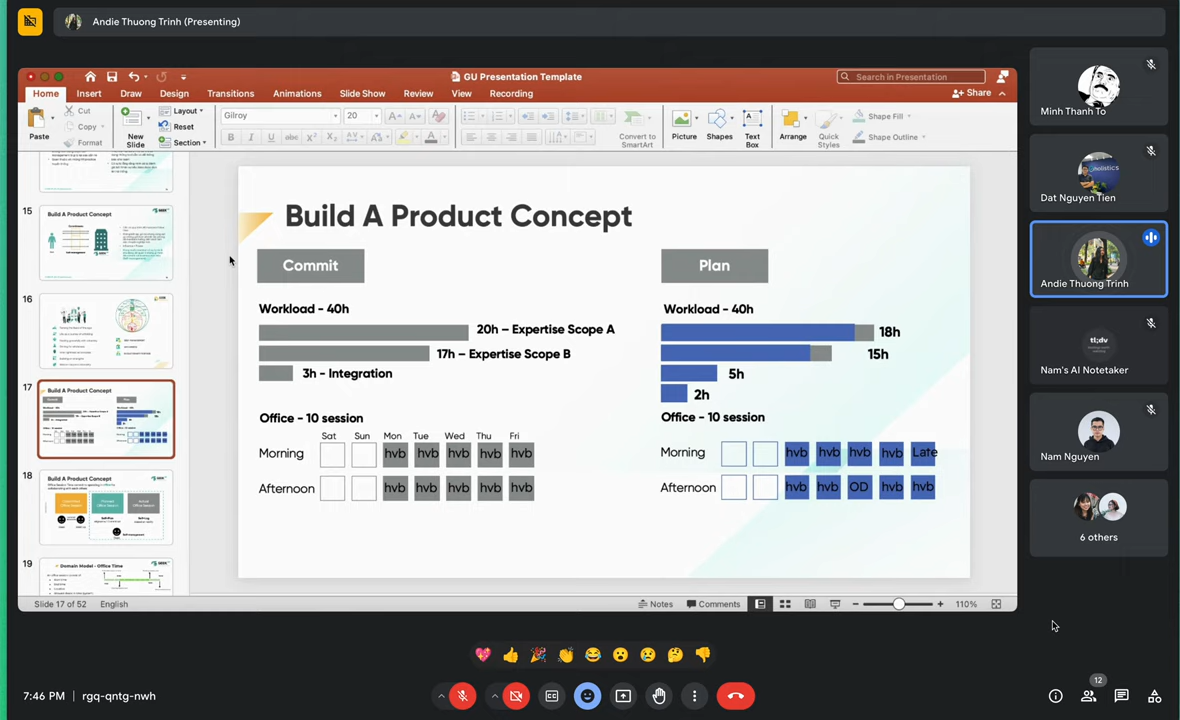 Andie Thuong Trinh (Presenting)
GU Presentation Template
Search in Presentation
Home Insert Draw Design Transitions Animations Slide Show Review View Recording
Share
Paste
Cut
Copy
Format
New Slide
Layout
Reset
Section
Gilroy
20
Convert to SmartArt
Picture
Shapes
Text Box
Arrange
Quick Styles
Shape Fill
Shape Outline
15
Build A Product Concept
16
17
Build A Product Concept
18
Build A Product Concept
19
Domain Model - Office Time
Build A Product Concept
Commit
Workload - 40h
20h – Expertise Scope A
17h – Expertise Scope B
3h - Integration
Office - 10 session
Sat Sun Mon Tue Wed Thu Fri
Morning hvb hvb hvb hvb hvb
Afternoon hvb hvb hvb hvb hvb
Plan
Workload - 40h
18h
15h
5h
2h
Office - 10 session
Morning hvb hvb hvb hvb Late
Afternoon hvb hvb OD hvb hvb
Slide 17 of 52 English
Notes Comments
110%
Minh Thanh To
Dat Nguyen Tien
Andie Thuong Trinh
tl;dv
Nam's AI Notetaker
Nam Nguyen
6 others
7:46 PM | rgq-qntg-nwh
12